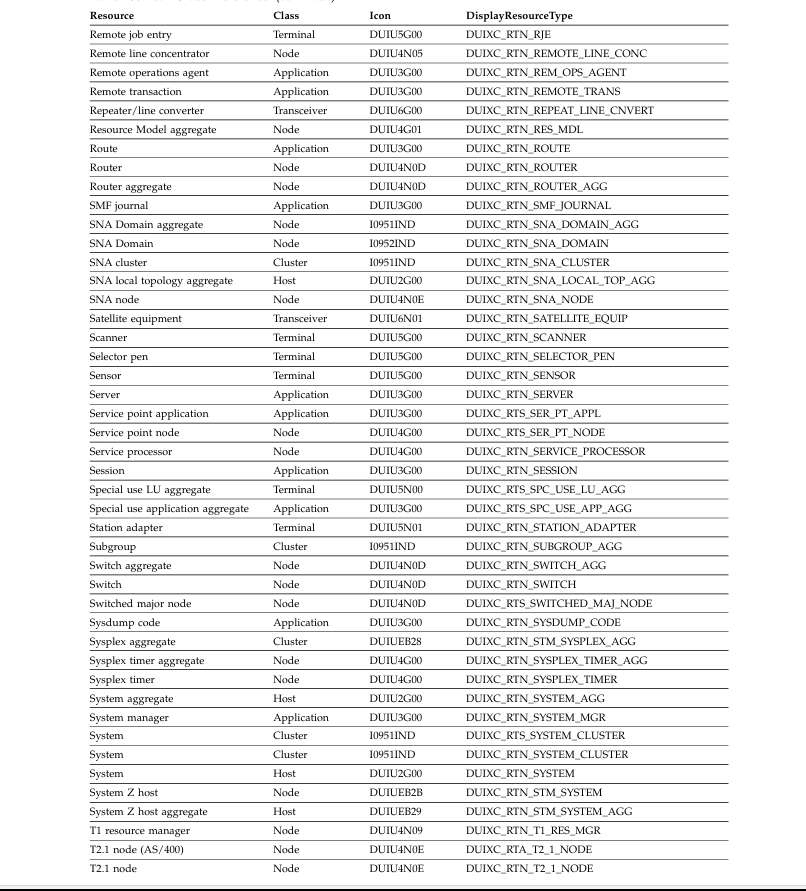 Resource Class Icon DisplayResourceType
Remote job entry Terminal DUIU5G00 DUIXC_RTN_RJE
Remote line concentrator Node DUIU4N05 DUIXC_RTN_REMOTE_LINE_CONC
Remote operations agent Application DUIU3G00 DUIXC_RTN_REM_OPS_AGENT
Remote transaction Application DUIU3G00 DUIXC_RTN_REMOTE_TRANS
Repeater/line converter Transceiver DUIU6G00 DUIXC_RTN_REPEAT_LINE_CNVERT
Resource Model aggregate Node DUIU4G01 DUIXC_RTN_RES_MDL
Route Application DUIU3G00 DUIXC_RTN_ROUTE
Router Node DUIU4N0D DUIXC_RTN_ROUTER
Router aggregate Node DUIU4N0D DUIXC_RTN_ROUTER_AGG
SMF journal Application DUIU3G00 DUIXC_RTN_SMF_JOURNAL
SNA Domain aggregate Node I0951IND DUIXC_RTN_SNA_DOMAIN_AGG
SNA Domain Node I0952IND DUIXC_RTN_SNA_DOMAIN
SNA cluster Cluster I0951IND DUIXC_RTN_SNA_CLUSTER
SNA local topology aggregate Host DUIU2G00 DUIXC_RTN_SNA_LOCAL_TOP_AGG
SNA node Node DUIU4N0E DUIXC_RTN_SNA_NODE
Satellite equipment Transceiver DUIU6N01 DUIXC_RTN_SATELLITE_EQUIP
Scanner Terminal DUIU5G00 DUIXC_RTN_SCANNER
Selector pen Terminal DUIU5G00 DUIXC_RTN_SELECTOR_PEN
Sensor Terminal DUIU5G00 DUIXC_RTN_SENSOR
Server Application DUIU3G00 DUIXC_RTN_SERVER
Service point application Application DUIU3G00 DUIXC_RTS_SER_PT_APPL
Service point node Node DUIU4G00 DUIXC_RTS_SER_PT_NODE
Service processor Node DUIU4G00 DUIXC_RTN_SERVICE_PROCESSOR
Session Application DUIU3G00 DUIXC_RTN_SESSION
Special use LU aggregate Terminal DUIU5N00 DUIXC_RTS_SPC_USE_LU_AGG
Special use application aggregate Application DUIU3G00 DUIXC_RTS_SPC_USE_APP_AGG
Station adapter Terminal DUIU5N01 DUIXC_RTN_STATION_ADAPTER
Subgroup Cluster I0951IND DUIXC_RTN_SUBGROUP_AGG
Switch aggregate Node DUIU4N0D DUIXC_RTN_SWITCH_AGG
Switch Node DUIU4N0D DUIXC_RTN_SWITCH
Switched major node Node DUIU4N0D DUIXC_RTS_SWITCHED_MAJ_NODE
Sysdump code Application DUIU3G00 DUIXC_RTN_SYSDUMP_CODE
Sysplex aggregate Cluster DUIUEB28 DUIXC_RTN_STM_SYSPLEX_AGG
Sysplex timer aggregate Node DUIU4G00 DUIXC_RTN_SYSPLEX_TIMER_AGG
Sysplex timer Node DUIU4G00 DUIXC_RTN_SYSPLEX_TIMER
System aggregate Host DUIU2G00 DUIXC_RTN_SYSTEM_AGG
System manager Application DUIU3G00 DUIXC_RTN_SYSTEM_MGR
System Cluster I0951IND DUIXC_RTS_SYSTEM_CLUSTER
System Cluster I0951IND DUIXC_RTN_SYSTEM_CLUSTER
System Host DUIU2G00 DUIXC_RTN_SYSTEM
System Z host Node DUIUEB2B DUIXC_RTN_STM_SYSTEM
System Z host aggregate Host DUIUEB29 DUIXC_RTN_STM_SYSTEM_AGG
T1 resource manager Node DUIU4N09 DUIXC_RTN_T1_RES_MGR
T2.1 node (AS/400) Node DUIU4N0E DUIXC_RTA_T2_1_NODE
T2.1 node Node DUIU4N0E DUIXC_RTN_T2_1_NODE